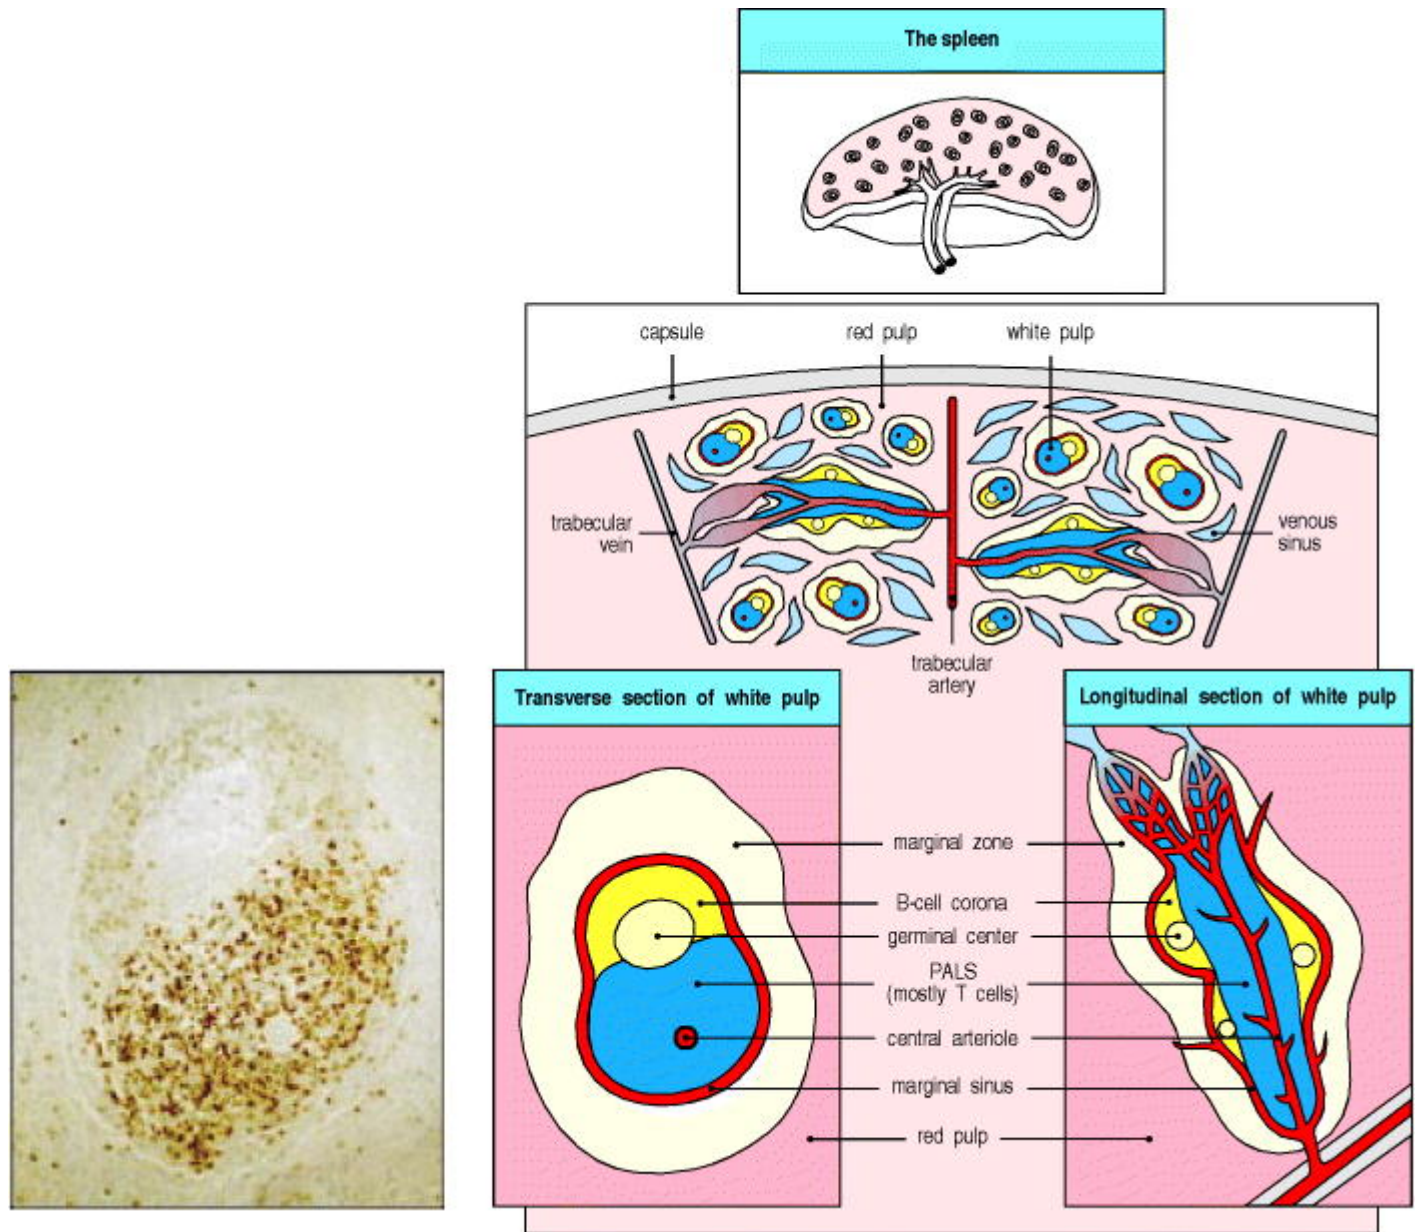 The spleen
capsule
red pulp
white pulp
trabecular
vein
venous
sinus
trabecular
artery
Transverse section of white pulp
Longitudinal section of white pulp
marginal zone
B-cell corona
germinal center
PALS
(mostly T cells)
central arteriole
marginal sinus
red pulp